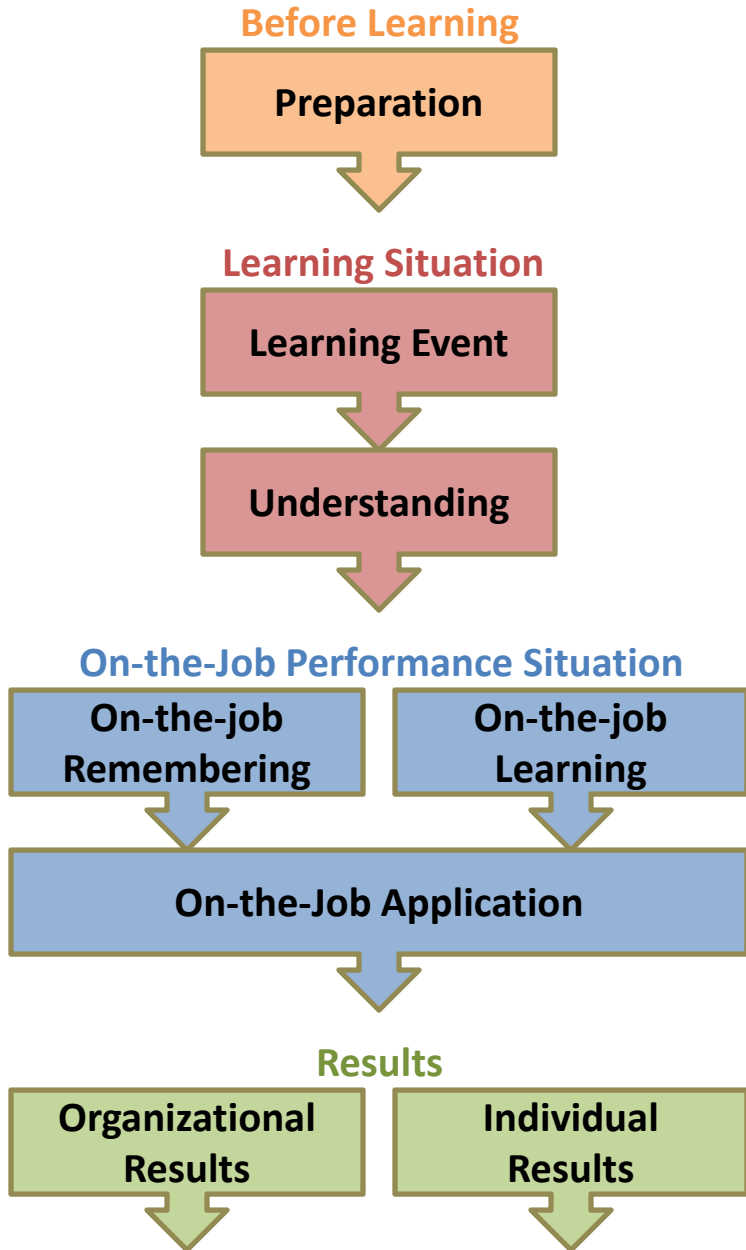 Before Learning
Preparation
Learning Situation
Learning Event
Understanding
On-the-Job Performance Situation
On-the-job
Remembering
On-the-job
Learning
On-the-Job Application
Results
Organizational
Results
Individual
Results